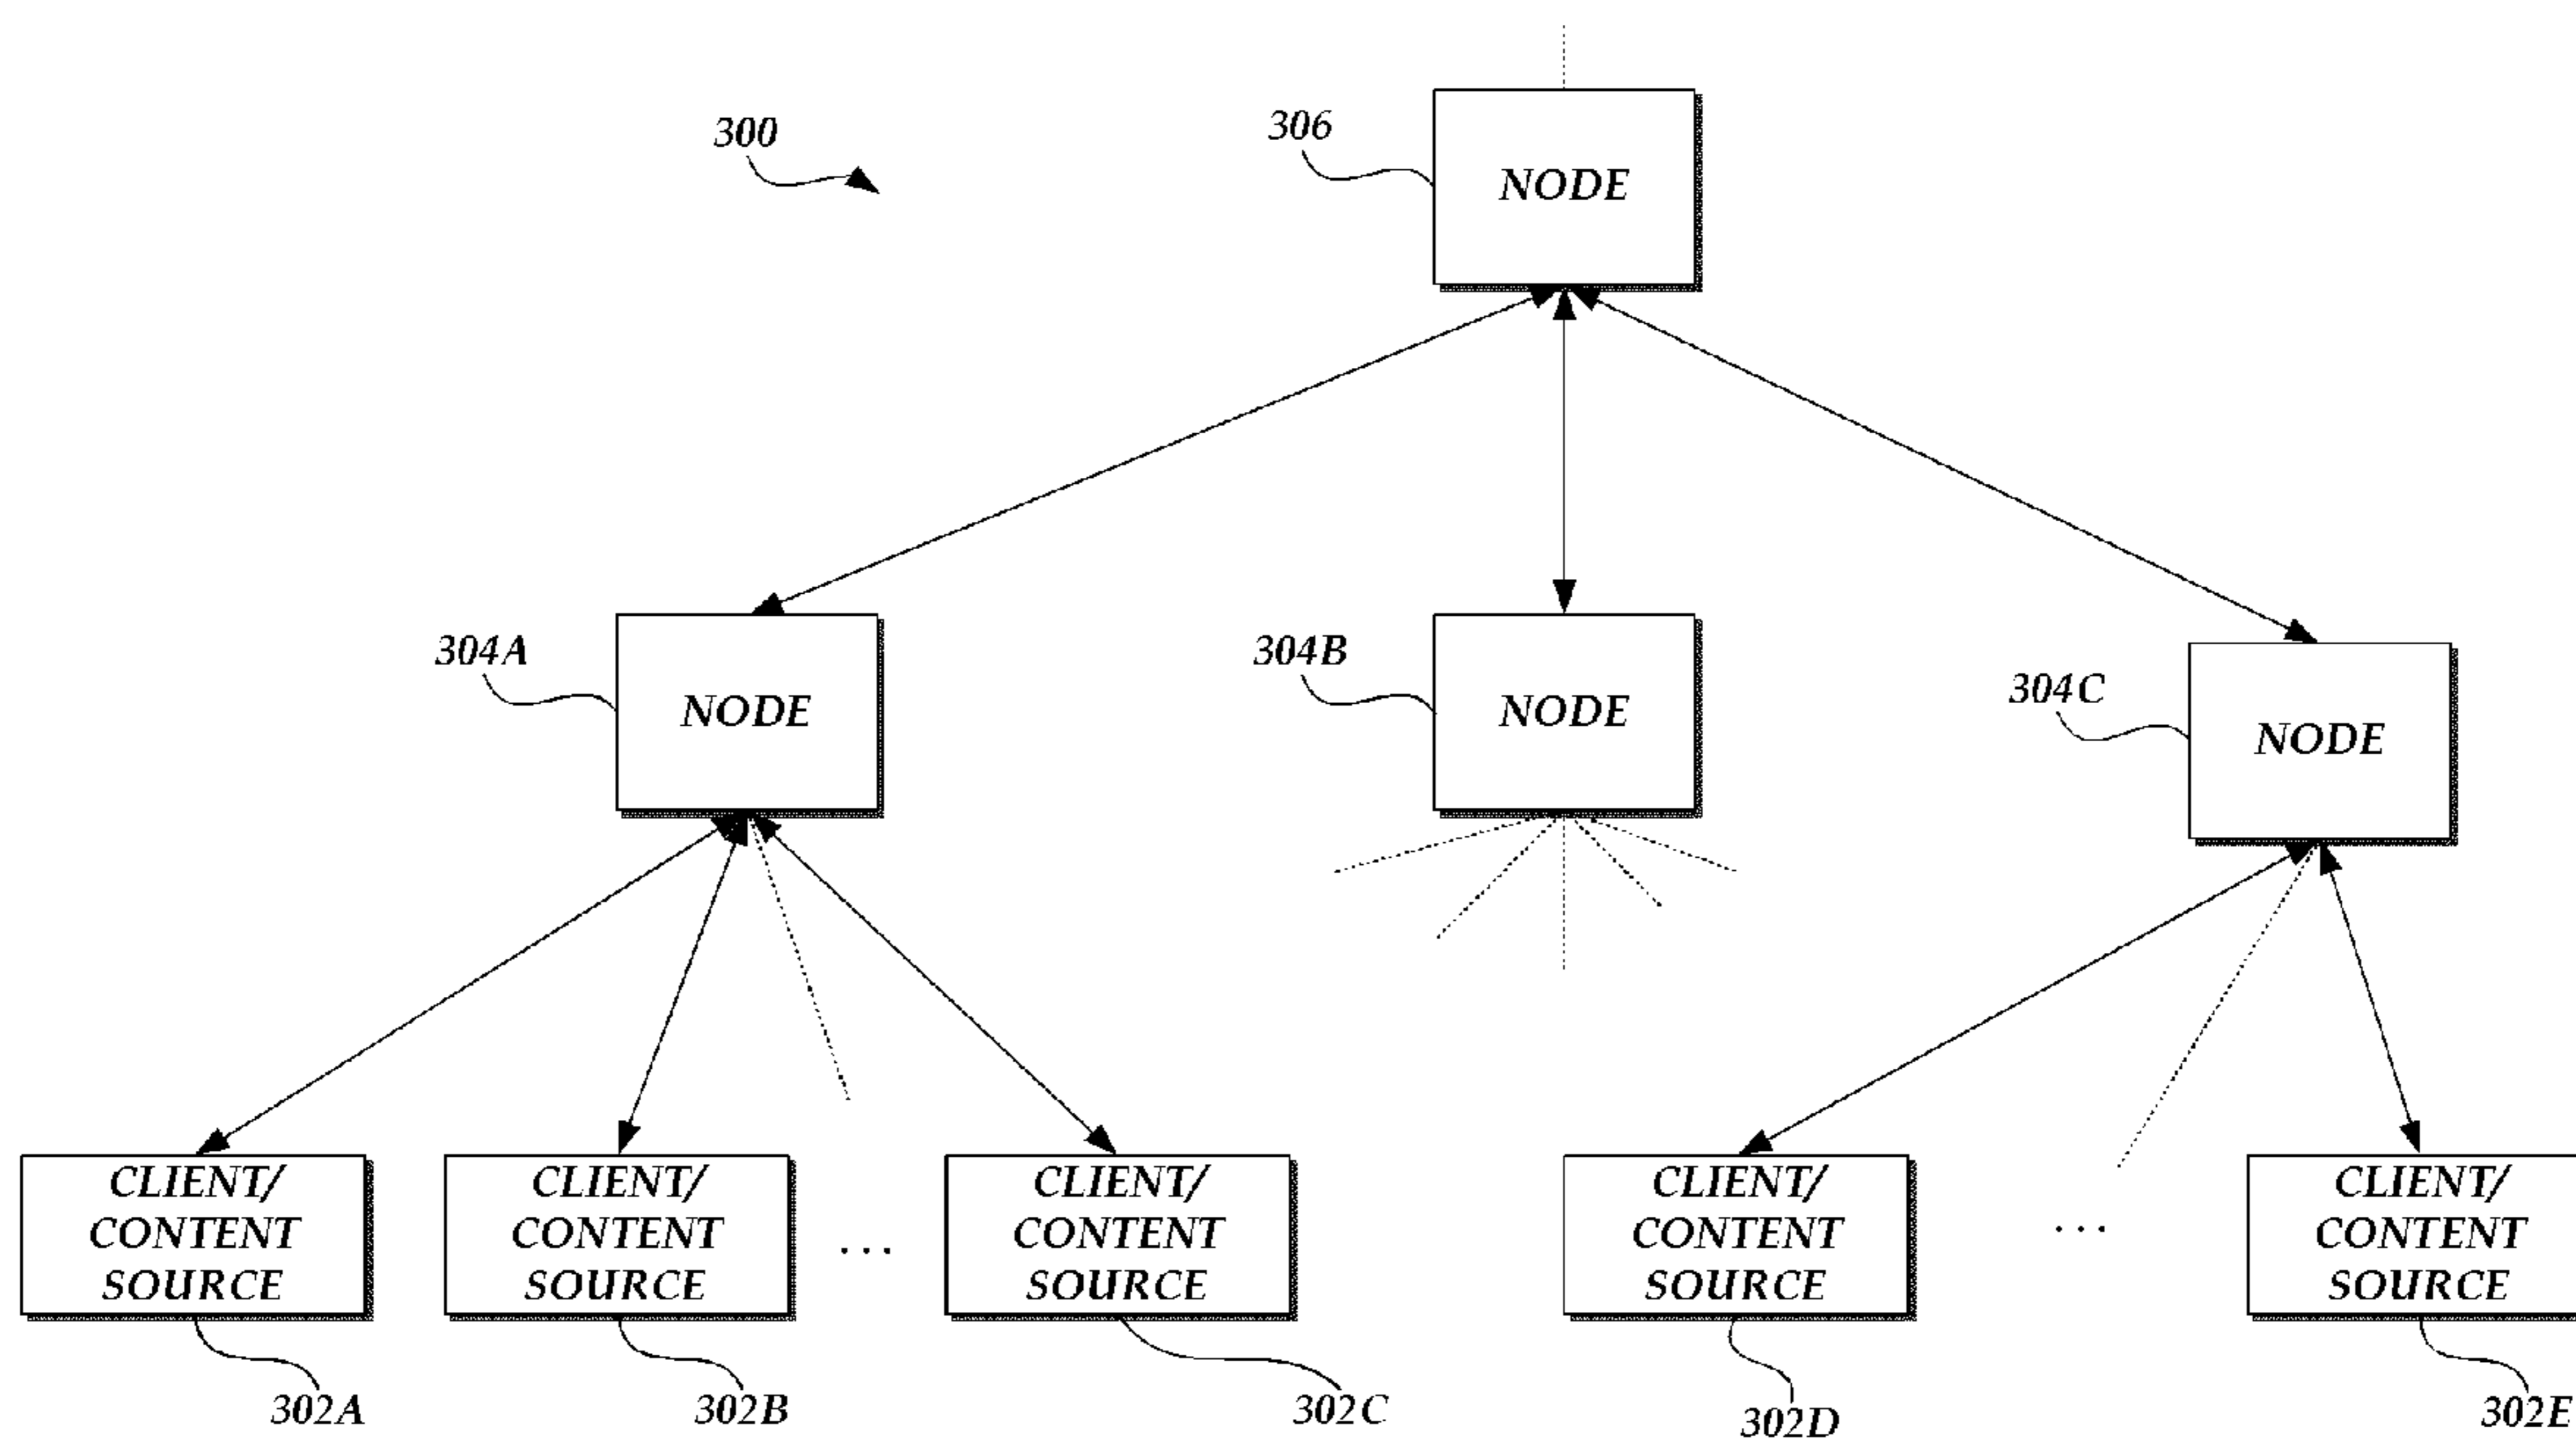 300
306
NODE
304A
NODE
304B
NODE
304C
NODE
CLIENT/
CONTENT
SOURCE
CLIENT/
CONTENT
SOURCE
...
CLIENT/
CONTENT
SOURCE
CLIENT/
CONTENT
SOURCE
...
CLIENT/
CONTENT
SOURCE
302A
302B
302C
302D
302E